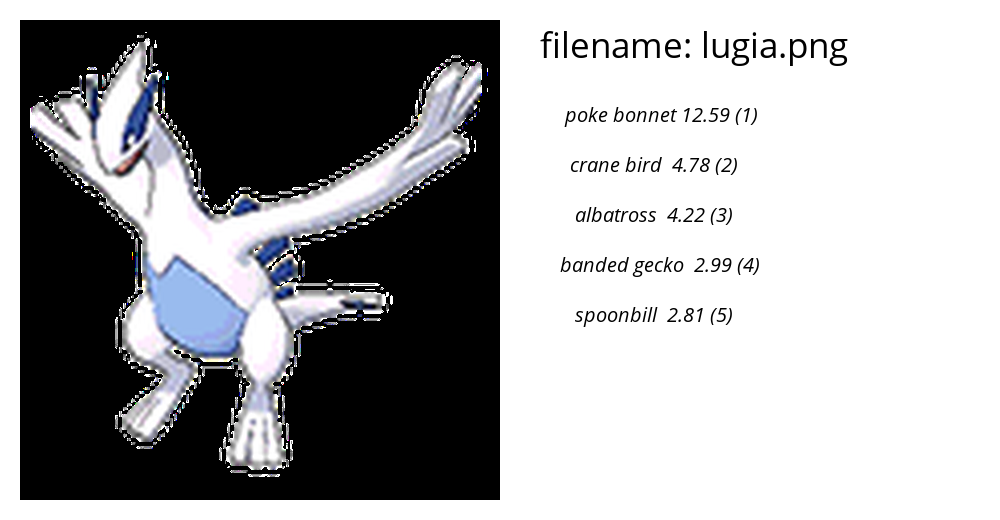 filename: lugia.png
poke bonnet 12.59 (1)
crane bird 4.78 (2)
albatross 4.22 (3)
banded gecko 2.99 (4)
spoonbill 2.81 (5)